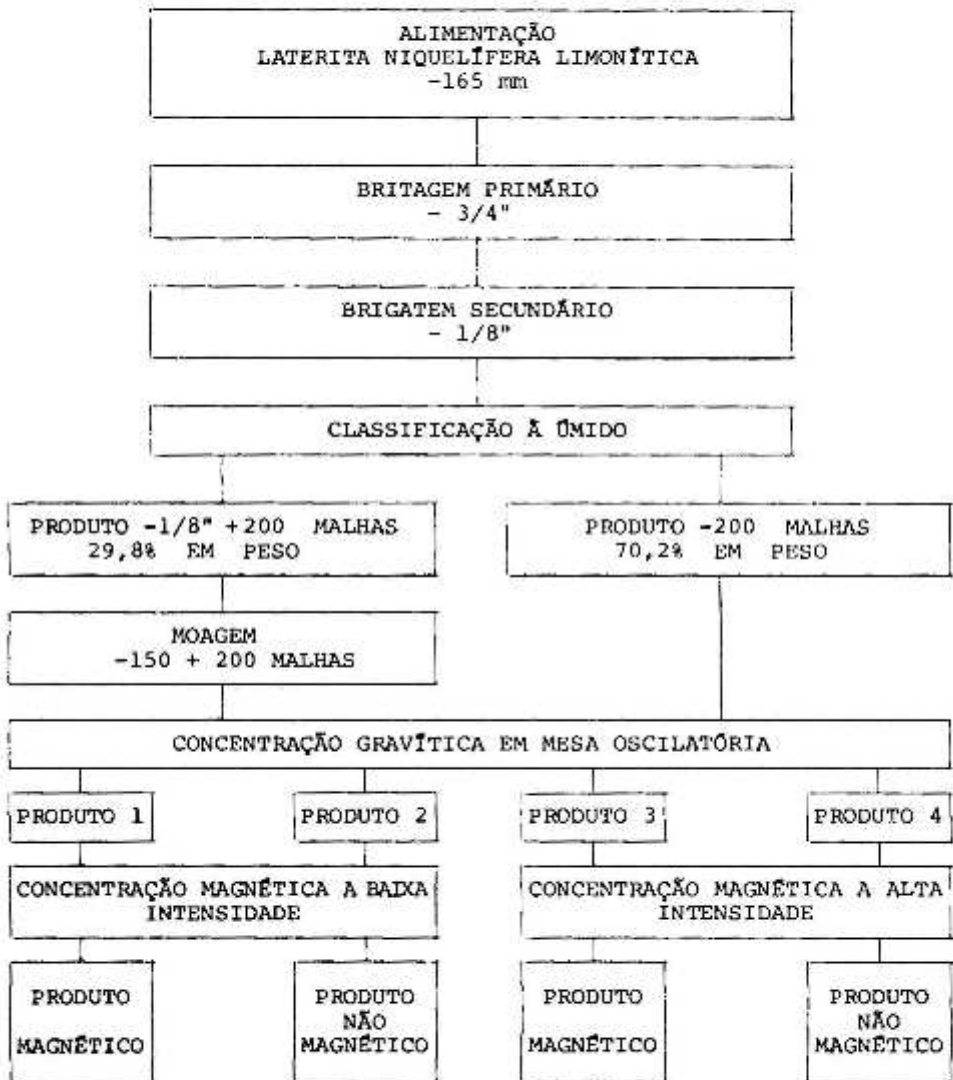 ALIMENTAÇÃO
LATERITA NIQUELÍFERA LIMONÍTICA
-165 mm
BRITAGEM PRIMÁRIO
- 3/4"
BRIGATEM SECUNDÁRIO
- 1/8"
CLASSIFICAÇÃO À ÚMIDO
PRODUTO -1/8" +200 MALHAS
29,8% EM PESO
PRODUTO -200 MALHAS
70,2% EM PESO
MOAGEM
-150 + 200 MALHAS
CONCENTRAÇÃO GRAVÍTICA EM MESA OSCILATÓRIA
PRODUTO 1
PRODUTO 2
PRODUTO 3
PRODUTO 4
CONCENTRAÇÃO MAGNÉTICA A BAIXA
INTENSIDADE
CONCENTRAÇÃO MAGNÉTICA A ALTA
INTENSIDADE
PRODUTO
MAGNÉTICO
PRODUTO
NÃO
MAGNÉTICO
PRODUTO
MAGNÉTICO
PRODUTO
NÃO
MAGNÉTICO